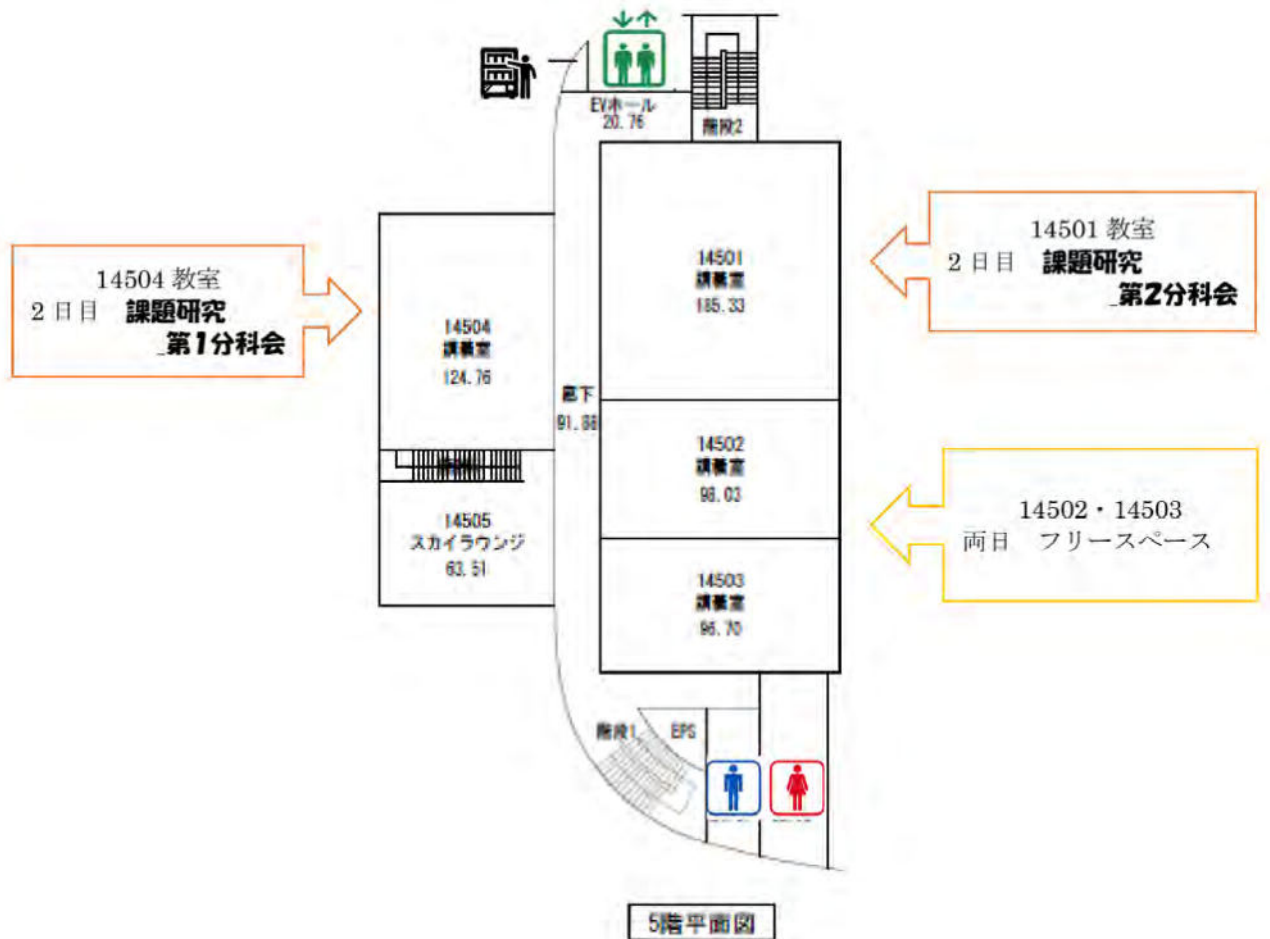 EVホール
20.76
階段2
14501
講義室
185.33
14501 教室
2日目 課題研究
_第2分科会
14504 教室
2日目 課題研究
_第1分科会
14504
講義室
124.76
廊下
91.88
14502
講義室
98.03
14505
スカイラウンジ
63.51
14502・14503
両日 フリースペース
14503
講義室
96.70
階段1
EPS
5階平面図